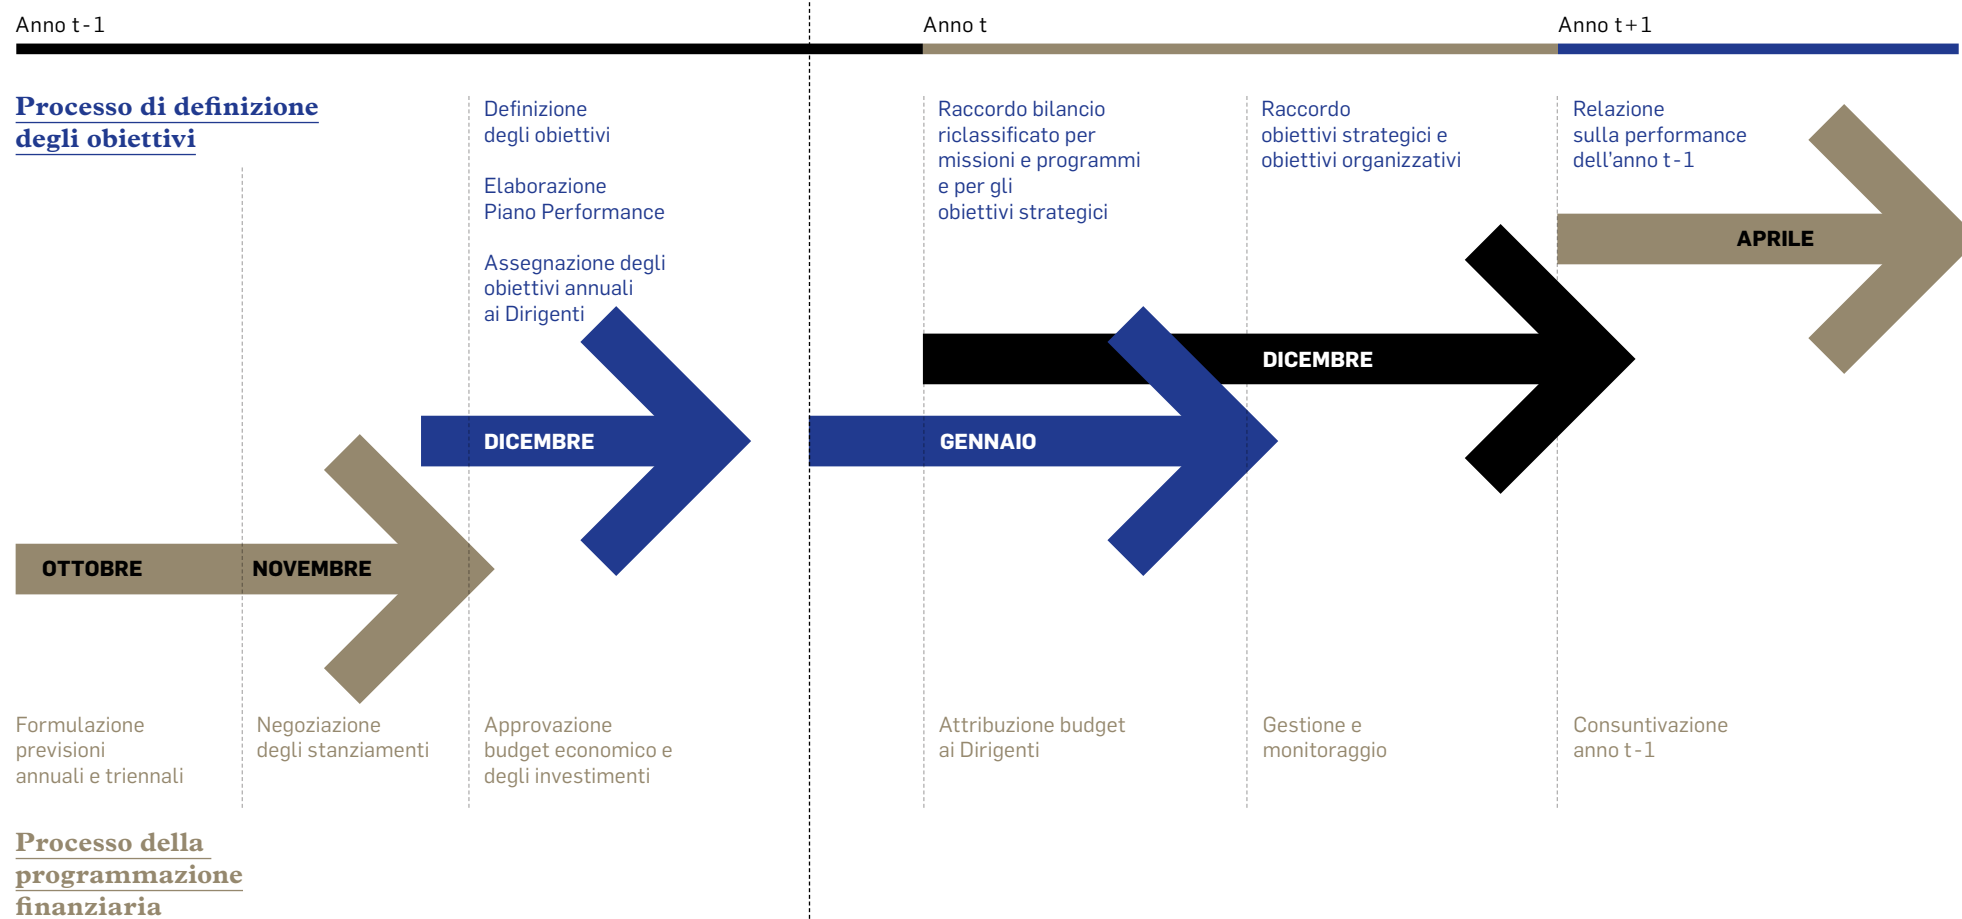 Anno t-1
Anno t
Anno t+1
Processo di definizione
degli obiettivi
Definizione
degli obiettivi
Elaborazione
Piano Performance
Assegnazione degli
obiettivi annuali
ai Dirigenti
Raccordo bilancio
riclassificato per
missioni e programmi
e per gli
obiettivi strategici
Raccordo
obiettivi strategici e
obiettivi organizzativi
Relazione
sulla performance
dell'anno t-1
APRILE
DICEMBRE
DICEMBRE
GENNAIO
OTTOBRE
NOVEMBRE
Formulazione
previsioni
annuali e triennali
Negoziazione
degli stanziamenti
Approvazione
budget economico e
degli investimenti
Attribuzione budget
ai Dirigenti
Gestione e
monitoraggio
Consuntivazione
anno t-1
Processo della
programmazione
finanziaria